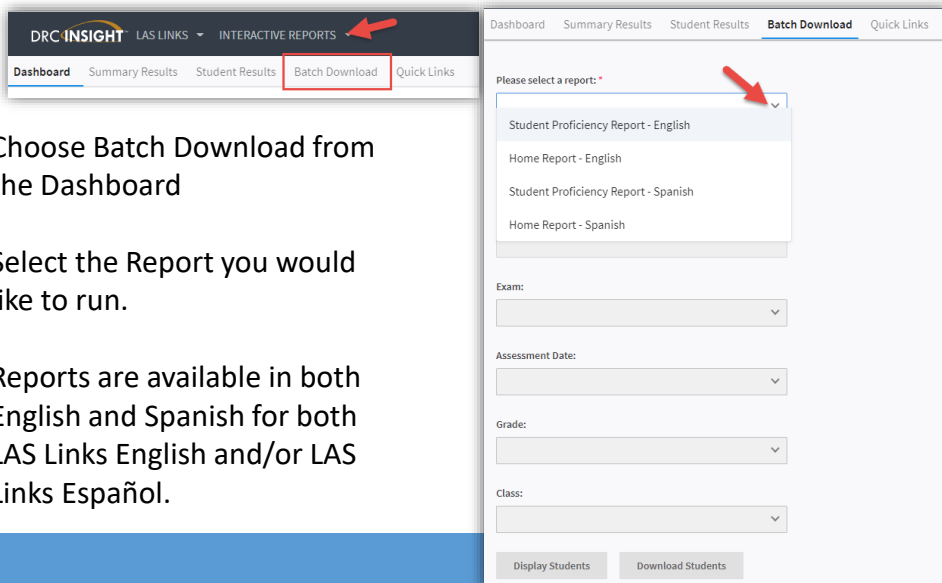 DRC INSIGHT LAS LINKS INTERACTIVE REPORTS
Dashboard Summary Results Student Results Batch Download Quick Links
Choose Batch Download from
the Dashboard
Select the Report you would
like to run.
Reports are available in both
English and Spanish for both
LAS Links English and/or LAS
Links Español.
Dashboard Summary Results Student Results Batch Download Quick Links
Please select a report: *
Student Proficiency Report - English
Home Report - English
Student Proficiency Report - Spanish
Home Report - Spanish
Exam:
Assessment Date:
Grade:
Class:
Display Students Download Students